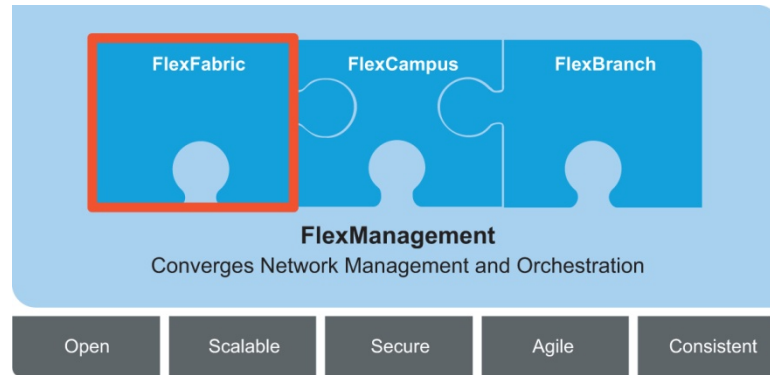 FlexFabric
FlexCampus
FlexBranch
FlexManagement
Converges Network Management and Orchestration
Open
Scalable
Secure
Agile
Consistent